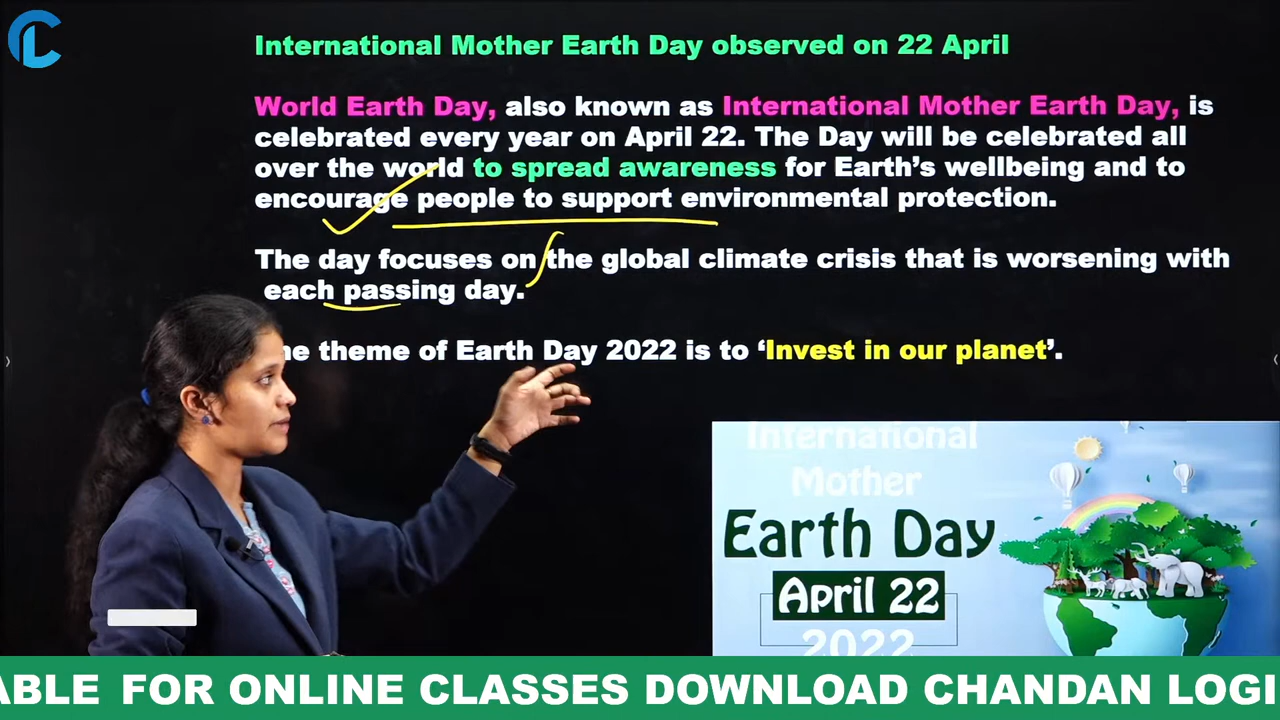 International Mother Earth Day observed on 22 April
World Earth Day, also known as International Mother Earth Day, is
celebrated every year on April 22. The Day will be celebrated all
over the world to spread awareness for Earth’s wellbeing and to
encourage people to support environmental protection.
The day focuses on the global climate crisis that is worsening with
each passing day.
he theme of Earth Day 2022 is to ‘Invest in our planet’.
International
Mother
Earth Day
April 22
2022
ABLE FOR ONLINE CLASSES DOWNLOAD CHANDAN LOGI